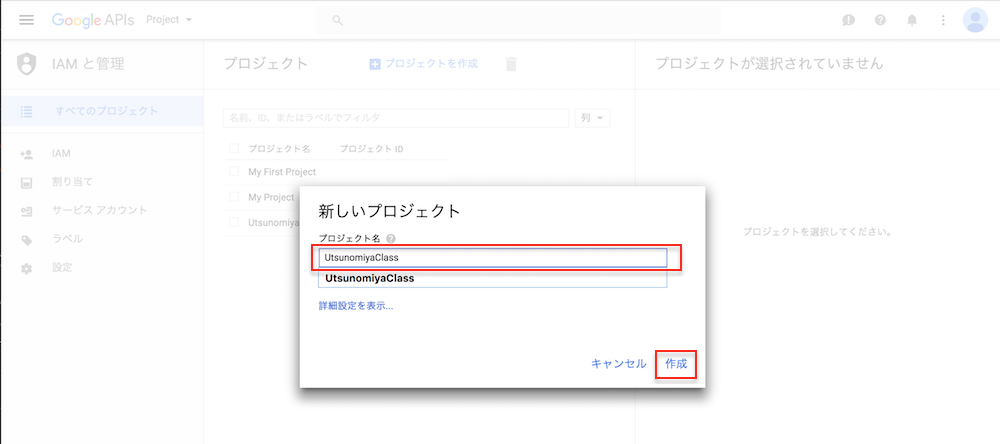 Google APIs Project
IAM と管理
プロジェクト
プロジェクトを作成
プロジェクトが選択されていません
すべてのプロジェクト
名前、ID、またはラベルでフィルタ
列
プロジェクト名 プロジェクト ID
IAM
My First Project
割り当て
My Project
サービス アカウント
Utsunomiya
ラベル
設定
プロジェクトを選択してください。
新しいプロジェクト
プロジェクト名
UtsunomiyaClass
UtsunomiyaClass
詳細設定を表示...
キャンセル 作成